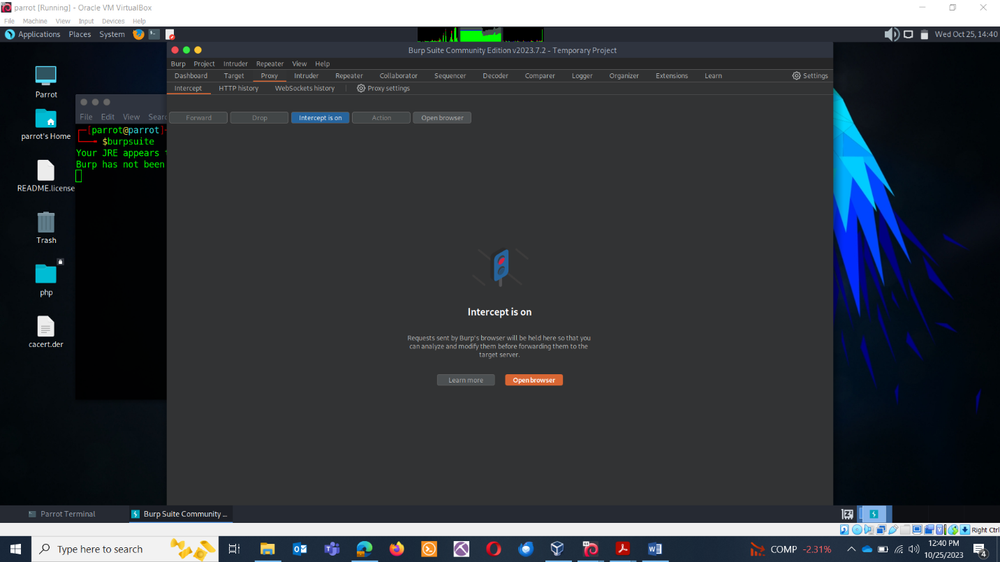 parrot [Running] - Oracle VM VirtualBox
File Machine View Input Devices Help
Applications Places System
Wed Oct 25, 14:40
Burp Suite Community Edition v2023.7.2 - Temporary Project
Burp Project Intruder Repeater View Help
Dashboard Target Proxy Intruder Repeater Collaborator Sequencer Decoder Comparer Logger Organizer Extensions Learn Settings
Intercept HTTP history WebSockets history Proxy settings
Forward Drop Intercept is on Action Open browser
Parrot
parrot's Home
README.license
Trash
php
cacert.der
File Edit View Searc
[parrot@parrot]
$burpsuite
Your JRE appears
Burp has not been
Intercept is on
Requests sent by Burp's browser will be held here so that you
can analyze and modify them before forwarding them to the
target server.
Learn more Open browser
Parrot Terminal
Burp Suite Community ...
Right Ctrl
Type here to search
COMP -2.31%
12:40 PM
10/25/2023
4